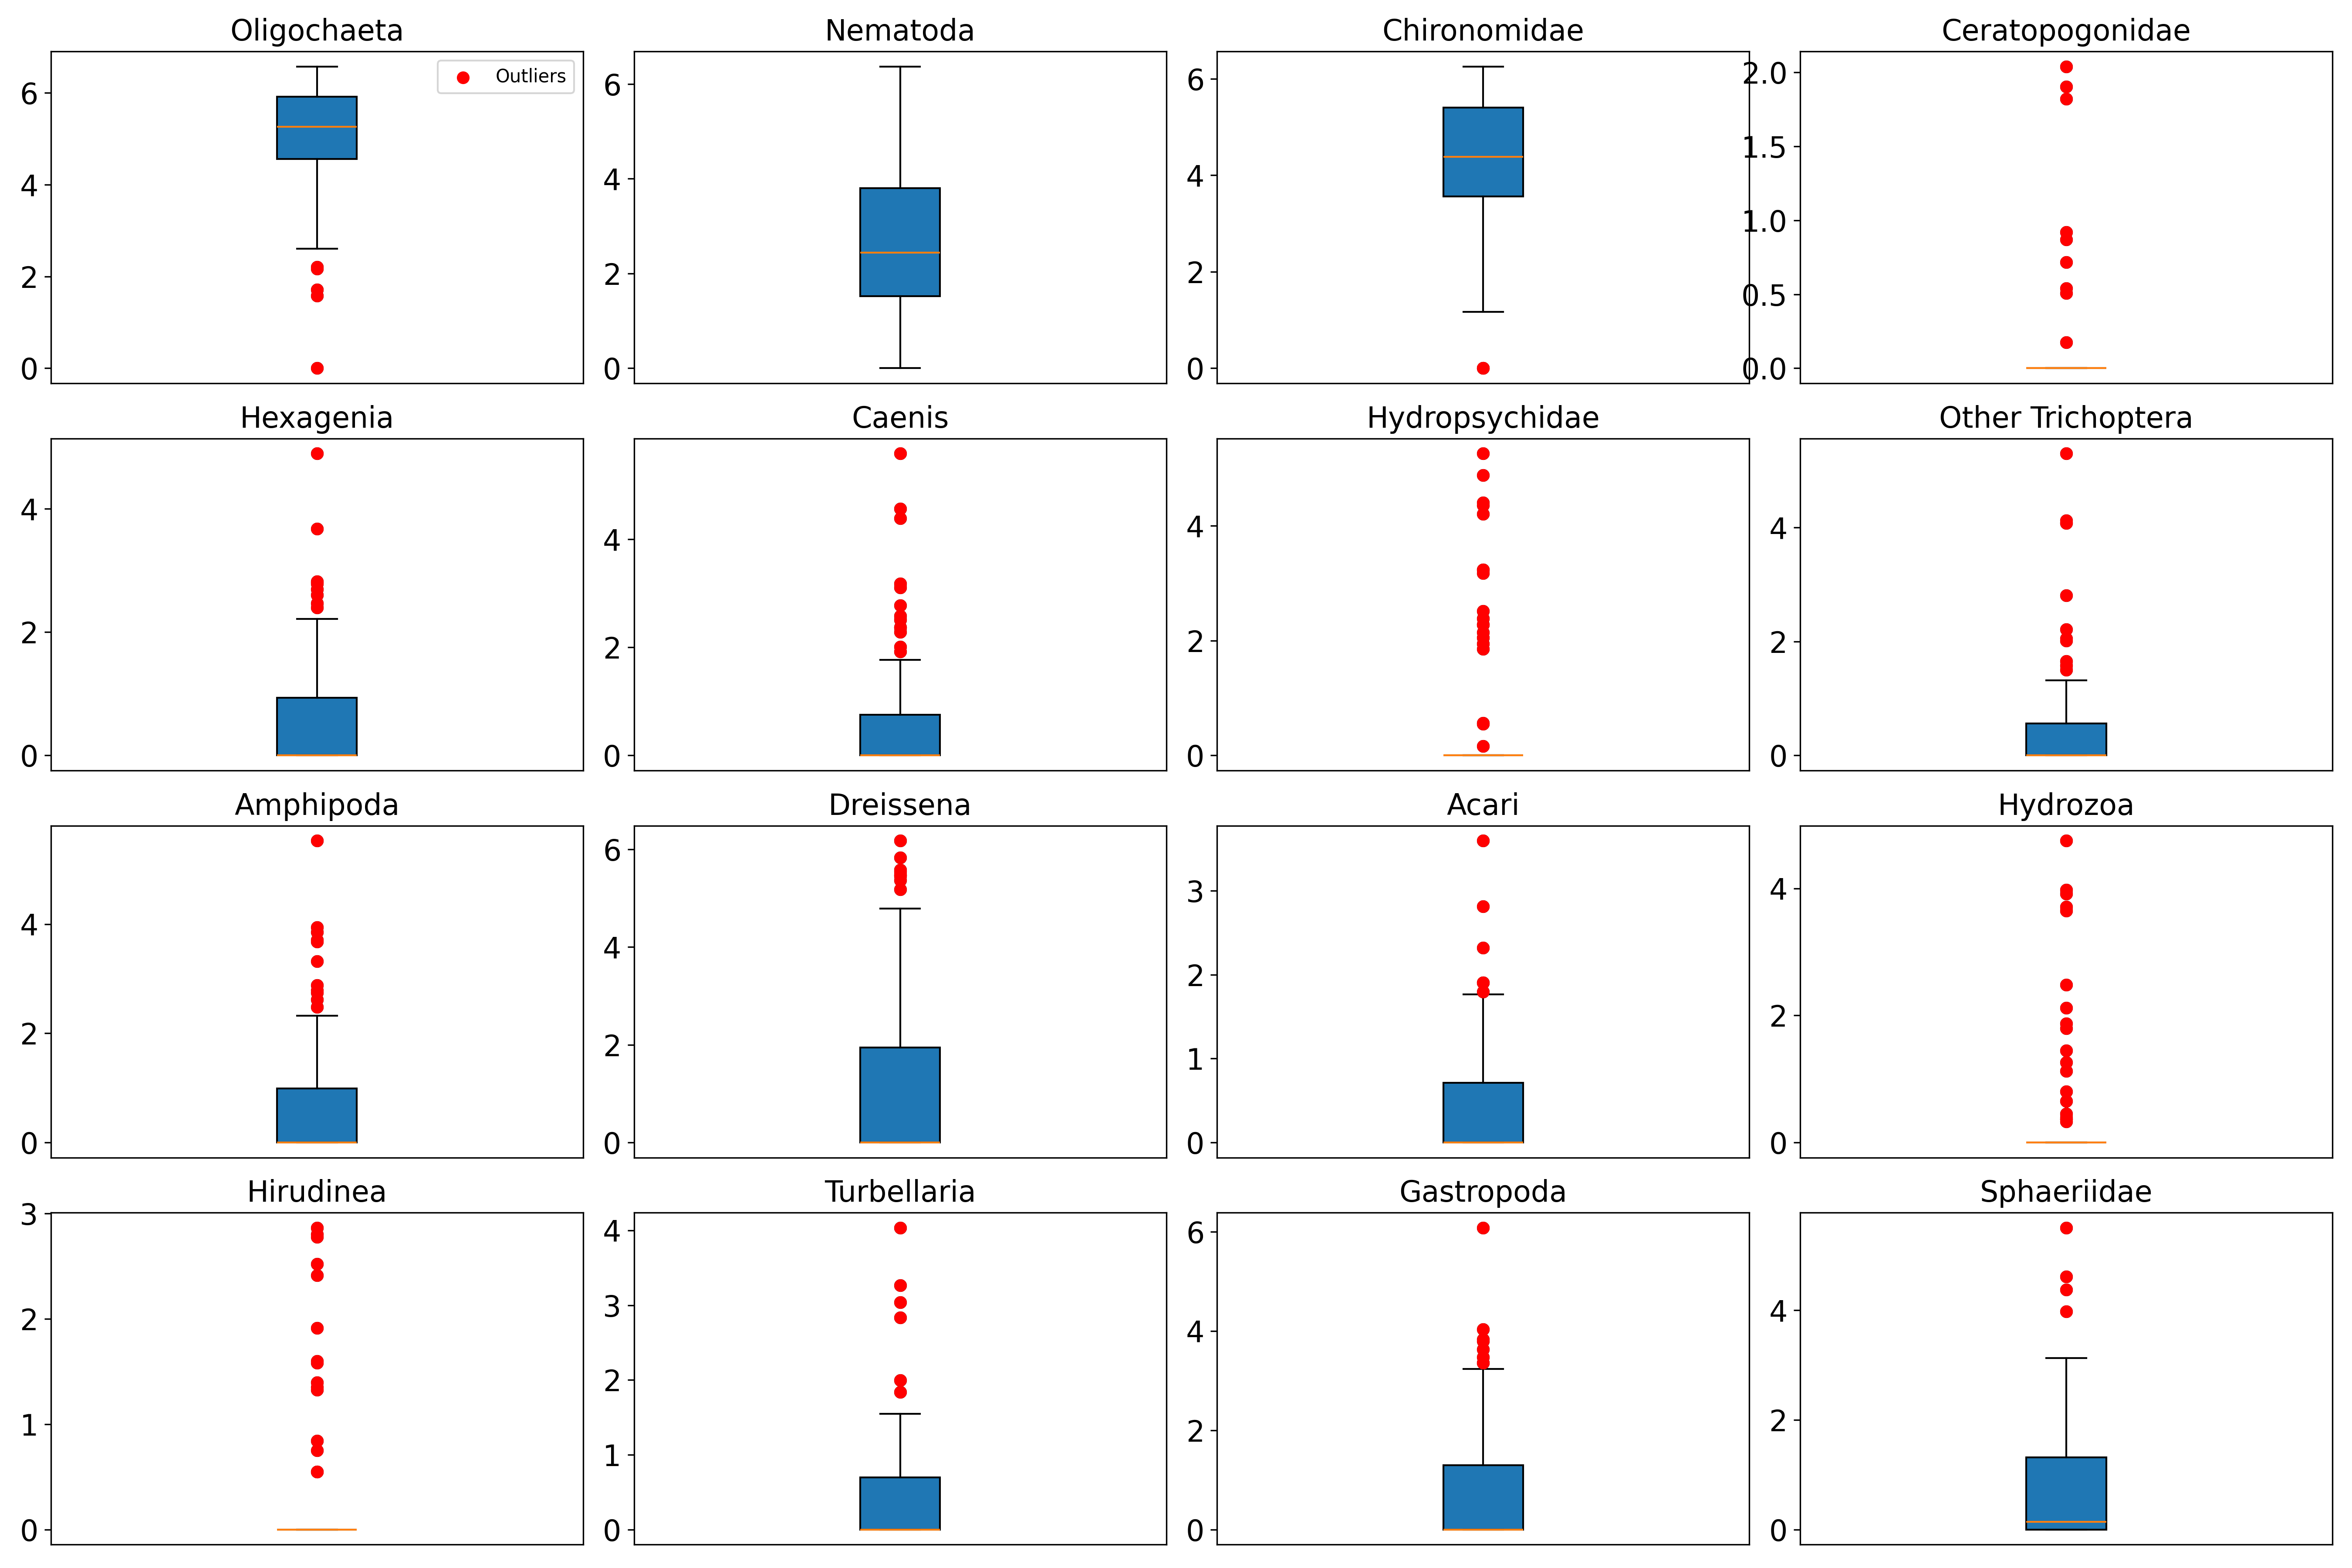 Oligochaeta Nematoda Chironomidae Ceratopogonidae
Outliers
6 4 2 0
6 4 2 0
6 4 2 0
2.0 1.5 1.0 0.5 0.0
Hexagenia Caenis Hydropsychidae Other Trichoptera
4 2 0
4 2 0
4 2 0
4 2 0
Amphipoda Dreissena Acari Hydrozoa
4 2 0
6 4 2 0
3 2 1 0
4 2 0
Hirudinea Turbellaria Gastropoda Sphaeriidae
3 2 1 0
4 3 2 1 0
6 4 2 0
4 2 0